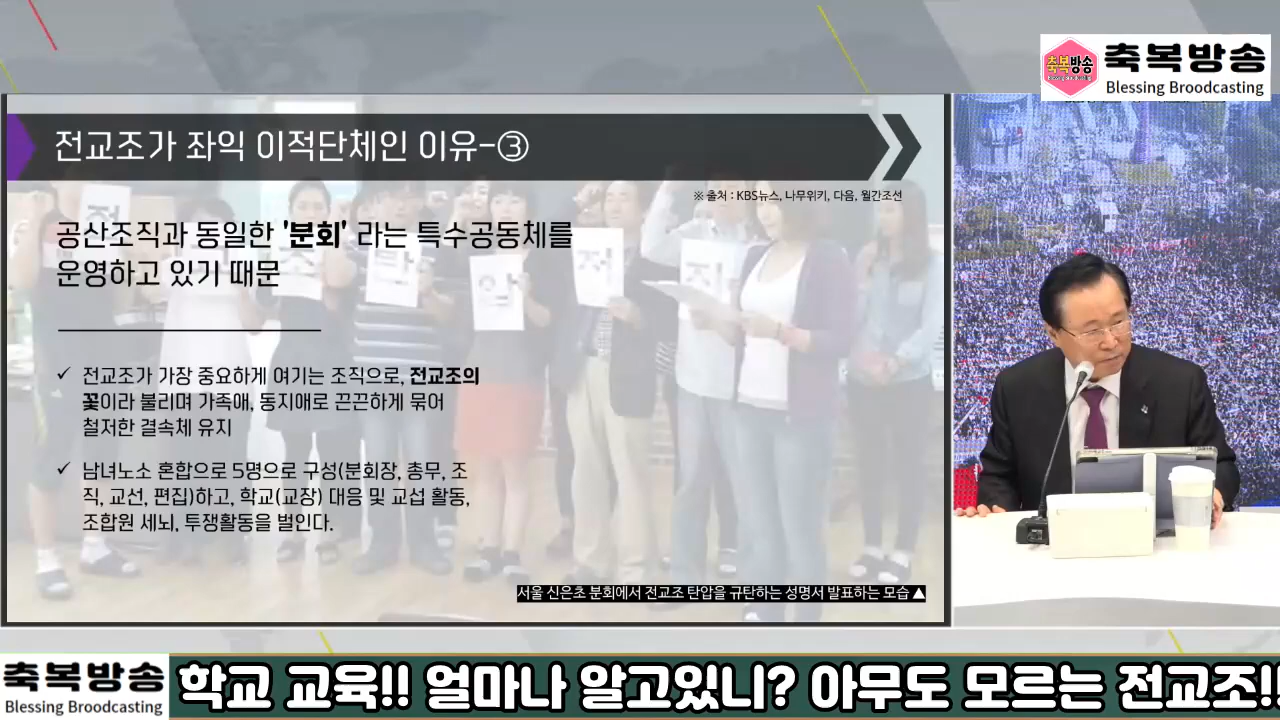 축복방송
축복방송
Blessing Broodcasting
전교조가 좌익 이적단체인 이유-③
※ 출처 : KBS뉴스, 나무위키, 다음, 월간조선
공산조직과 동일한 '분회' 라는 특수공동체를
운영하고 있기 때문
✓ 전교조가 가장 중요하게 여기는 조직으로, 전교조의
꽃이라 불리며 가족애, 동지애로 끈끈하게 묶어
철저한 결속체 유지
✓ 남녀노소 혼합으로 5명으로 구성(분회장, 총무, 조
직, 교선, 편집)하고, 학교(교장) 대응 및 교섭 활동,
조합원 세뇌, 투쟁활동을 벌인다.
서울 신은초 분회에서 전교조 탄압을 규탄하는 성명서 발표하는 모습 ▲
축복방송
Blessing Broodcasting
학교 교육!! 얼마나 알고있니? 아무도 모르는 전교조!!